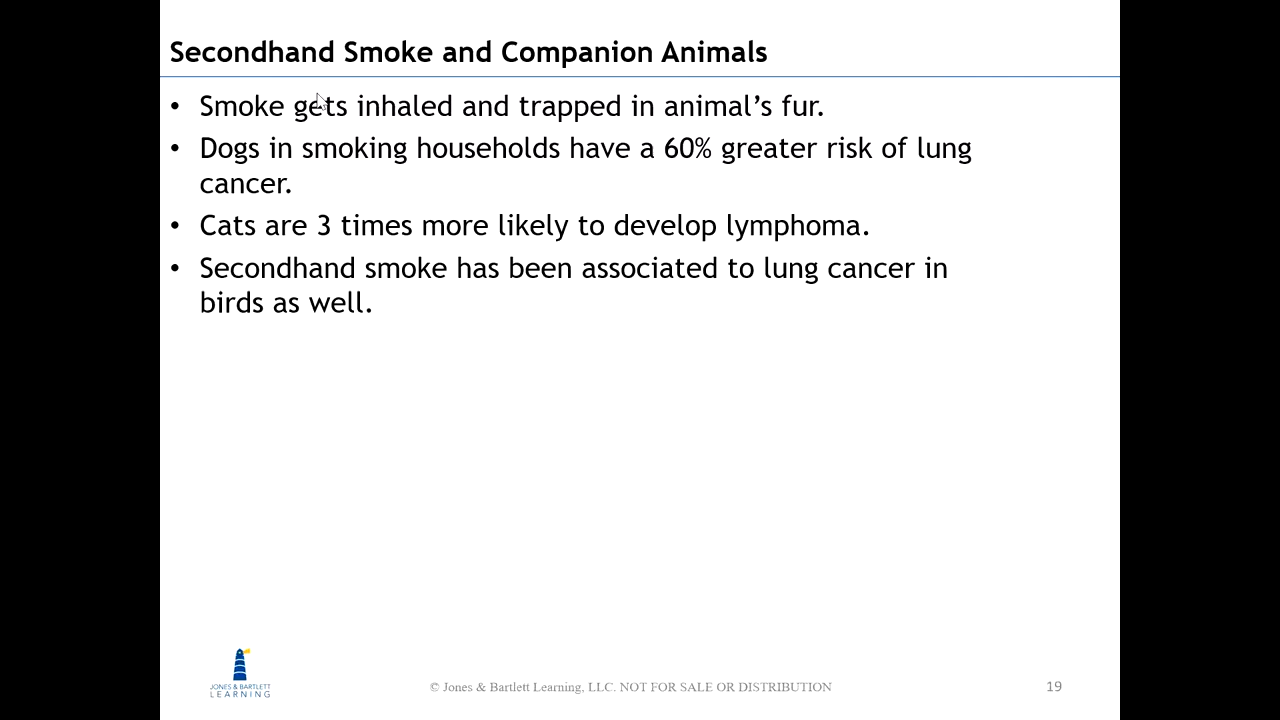 Secondhand Smoke and Companion Animals
• Smoke gets inhaled and trapped in animal’s fur.
• Dogs in smoking households have a 60% greater risk of lung
cancer.
• Cats are 3 times more likely to develop lymphoma.
• Secondhand smoke has been associated to lung cancer in
birds as well.
JONES & BARTLETT
LEARNING
© Jones & Bartlett Learning, LLC. NOT FOR SALE OR DISTRIBUTION
19